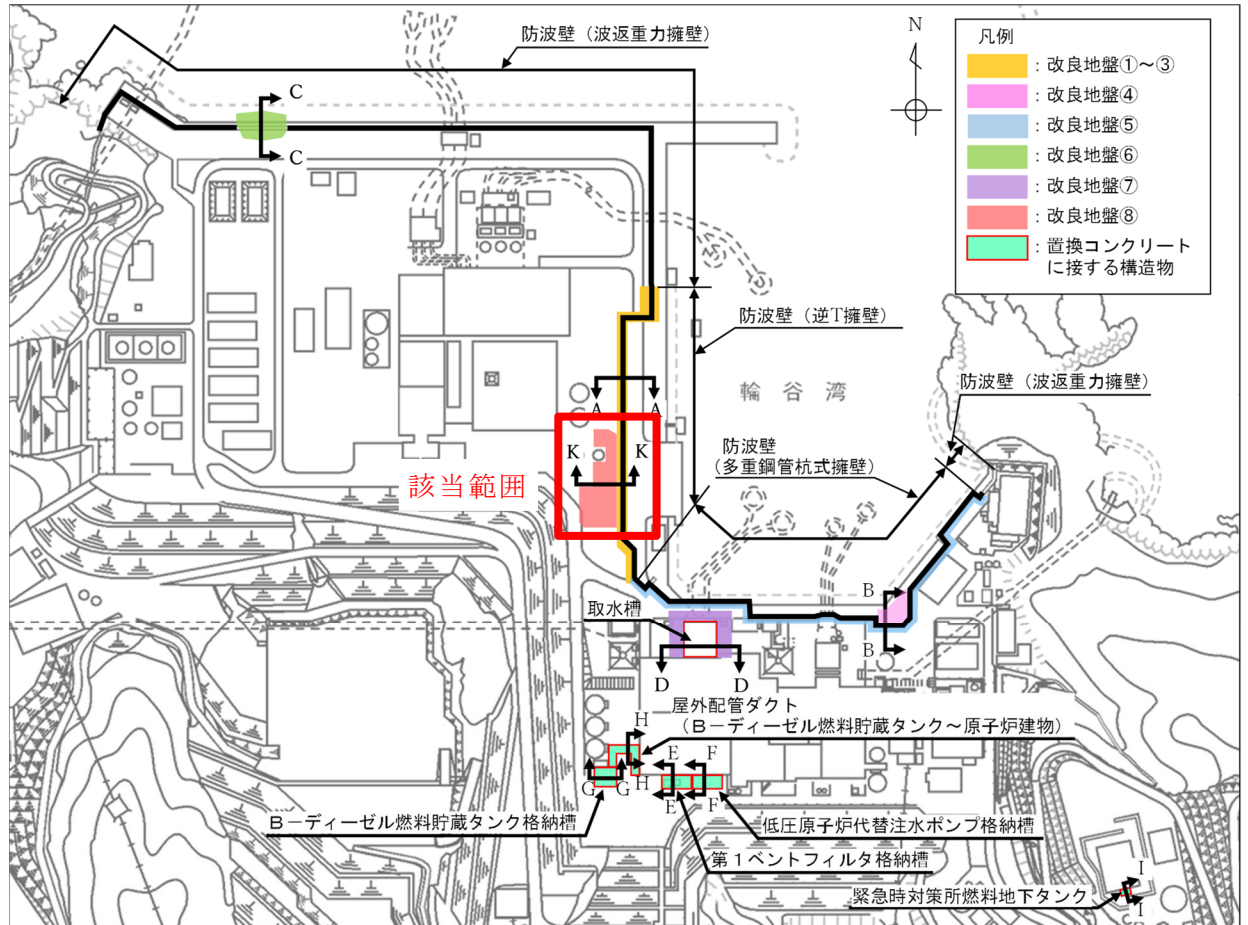 防波壁（波返重力擁壁）
N
凡例
：改良地盤①～③
：改良地盤④
：改良地盤⑤
：改良地盤⑥
：改良地盤⑦
：改良地盤⑧
：置換コンクリート
に接する構造物
C
C
防波壁（逆T擁壁）
輪谷湾
防波壁（波返重力擁壁）
A
A
K
K
該当範囲
防波壁
（多重鋼管杭式擁壁）
取水槽
B
B
D
D
屋外配管ダクト
（B－ディーゼル燃料貯蔵タンク～原子炉建物）
H
H
E
F
G
G
E
F
B－ディーゼル燃料貯蔵タンク格納槽
低圧原子炉代替注水ポンプ格納槽
第1ベントフィルタ格納槽
緊急時対策所燃料地下タンク
I
I